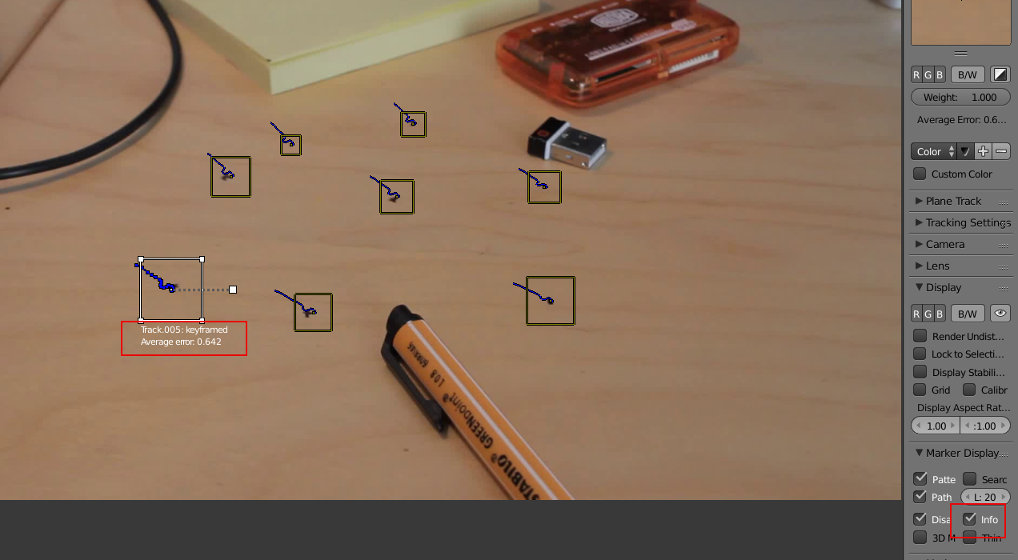 R G B
B/W
Weight: 1.000
Average Error: 0.6...
Color
Custom Color
Plane Track
Tracking Settings
Camera
Lens
Display
R G B
B/W
Render Undist...
Lock to Selecti...
Display Stabili...
Grid
Calibr
Display Aspect Rat...
1.00
:1.00
Marker Display
Patte
Searc
Path
L: 20
Disa
Info
3D M
Thin
Track.005: keyframed
Average error: 0.642
STABILO® GREENpoint®
108